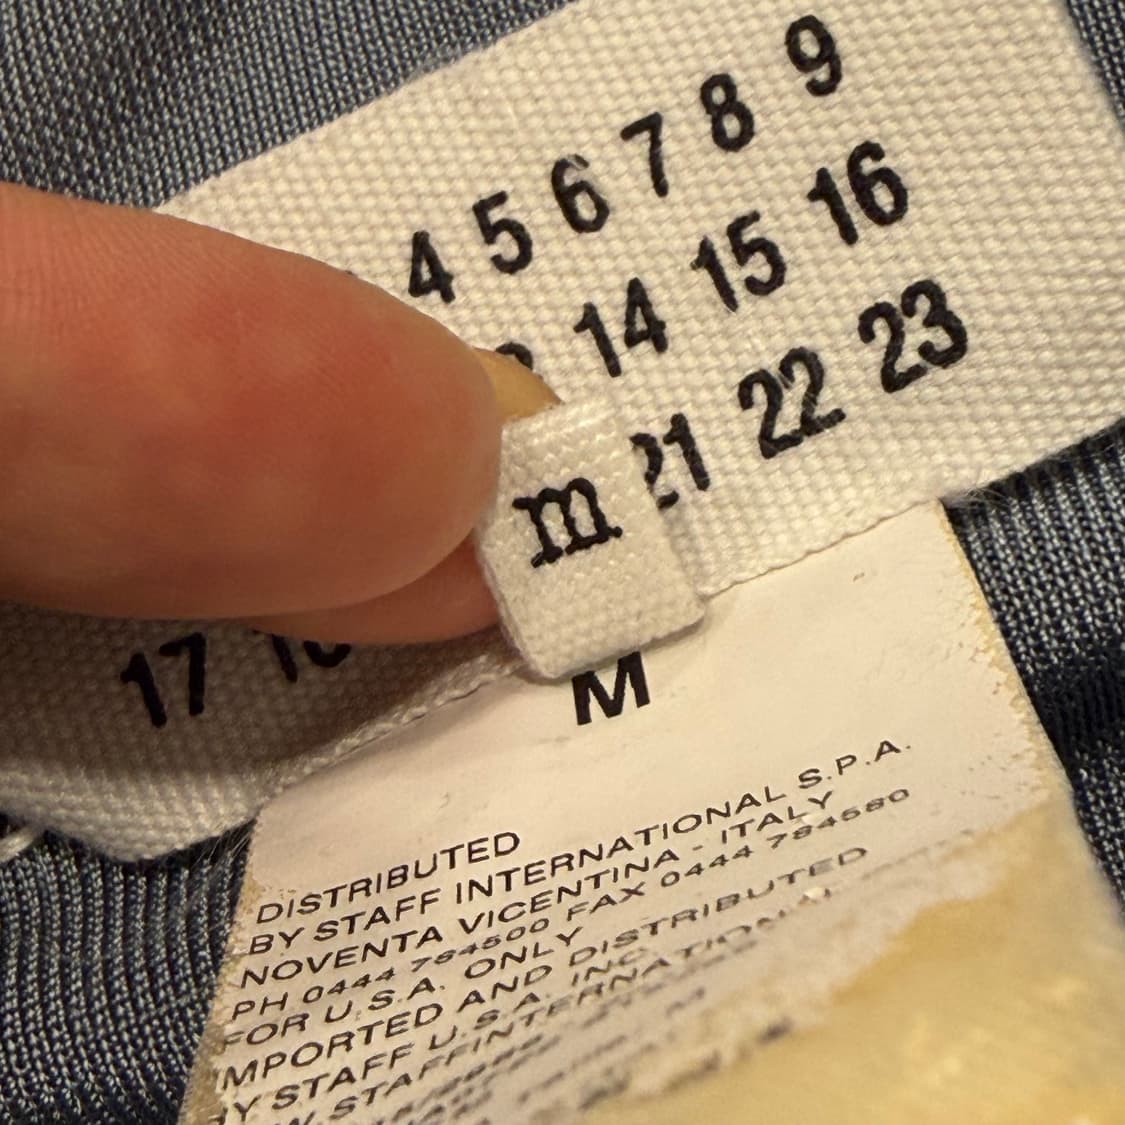 4 5 6 7 8 9
14 15 16
17 21 22 23
m
M
DISTRIBUTED
BY STAFF INTERNATIONAL S.P.A.
NOVENTA VICENTINA - ITALY
PH 0444 784500 FAX 0444 784580
FOR U.S.A. ONLY
IMPORTED AND DISTRIBUTED
BY STAFF U.S.A. INC.